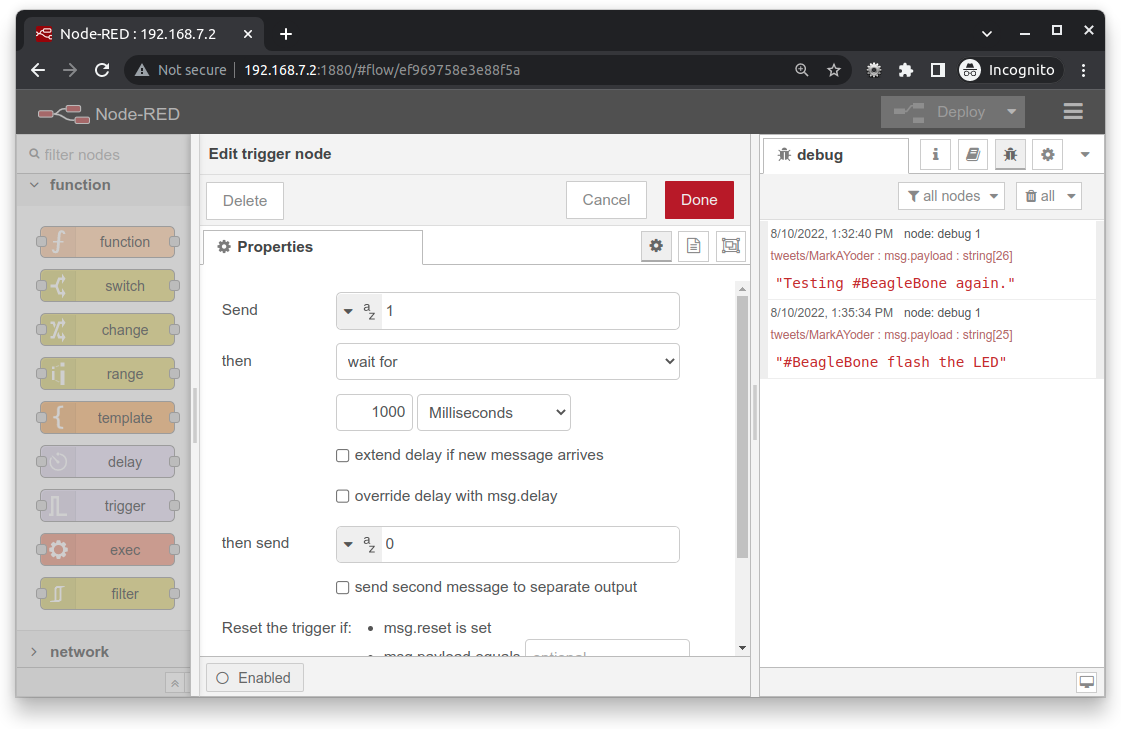 Node-RED : 192.168.7.2
Not secure 192.168.7.2:1880/#flow/ef969758e3e88f5a Incognito
Node-RED Deploy
filter nodes
function
function
switch
change
range
template
delay
trigger
exec
filter
network
Edit trigger node
Delete Cancel Done
Properties
Send az 1
then wait for
1000 Milliseconds
extend delay if new message arrives
override delay with msg.delay
then send az 0
send second message to separate output
Reset the trigger if: • msg.reset is set
• msg.payload equals optional
Enabled
debug i
all nodes all
8/10/2022, 1:32:40 PM node: debug 1
tweets/MarkAYoder : msg.payload : string[26]
"Testing #BeagleBone again."
8/10/2022, 1:35:34 PM node: debug 1
tweets/MarkAYoder : msg.payload : string[25]
"#BeagleBone flash the LED"